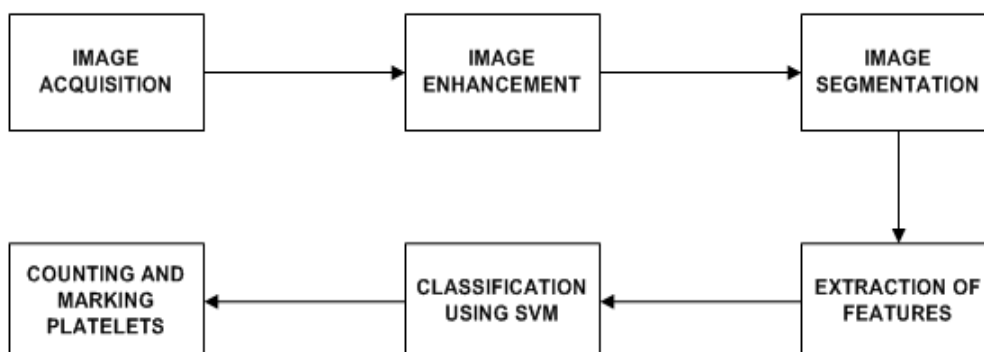 IMAGE
ACQUISITION
IMAGE
ENHANCEMENT
IMAGE
SEGMENTATION
EXTRACTION OF
FEATURES
CLASSIFICATION
USING SVM
COUNTING AND
MARKING
PLATELETS